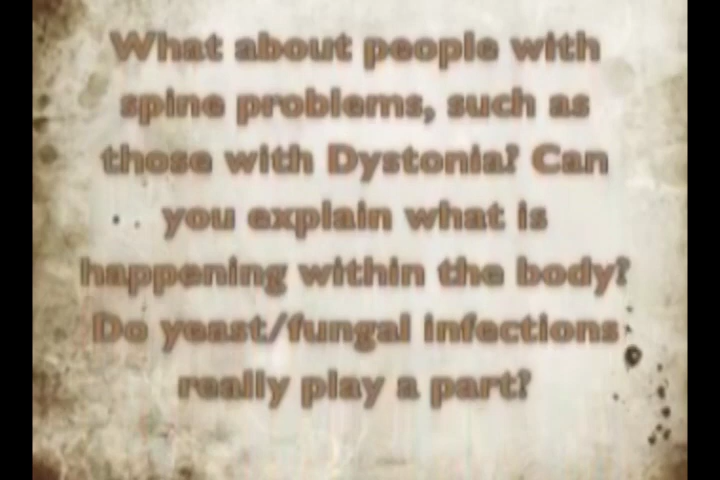 What about people with
spine problems, such as
those with Dystonia? Can
you explain what is
happening within the body?
Do yeast/fungal infections
really play a part?